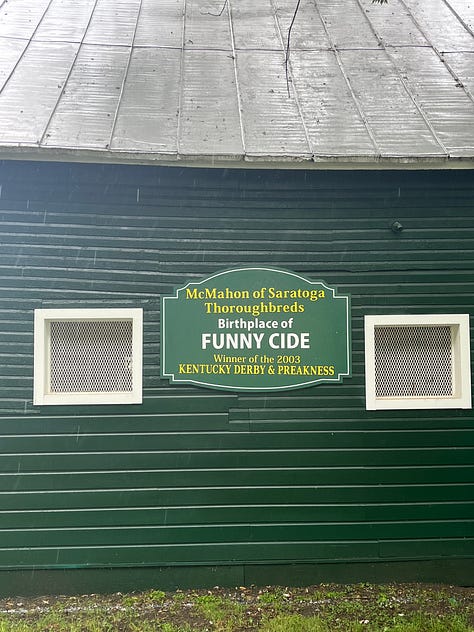 McMahon of Saratoga
Thoroughbreds
Birthplace of
FUNNY CIDE
Winner of the 2003
KENTUCKY DERBY & PREAKNESS